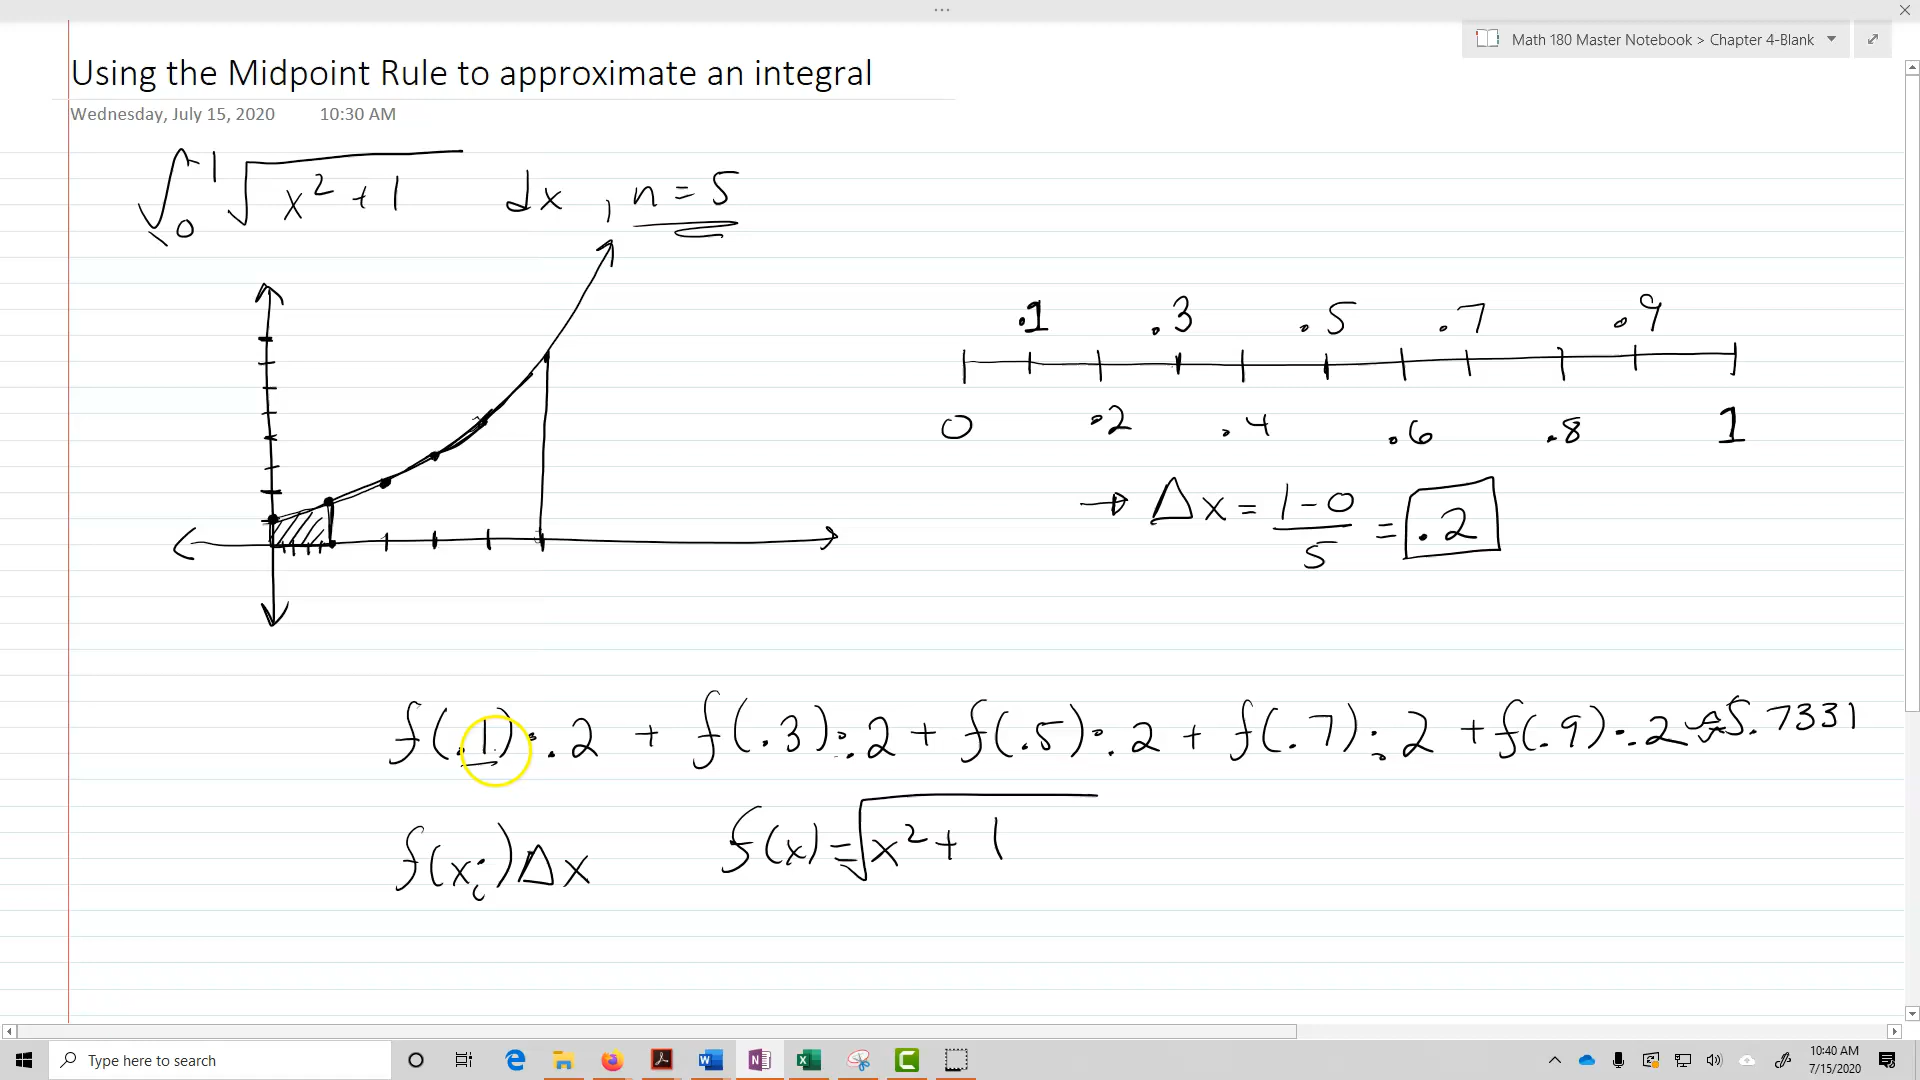 Math 180 Master Notebook > Chapter 4-Blank
Using the Midpoint Rule to approximate an integral
Wednesday, July 15, 2020 10:30 AM
∫₀¹ √(x² + 1) dx , n = 5
.1 .3 .5 .7 .9
0 .2 .4 .6 .8 1
→ Δx = (1-0)/5 = .2
f(.1)·.2 + f(.3)·.2 + f(.5)·.2 + f(.7)·.2 + f(.9)·.2 ≈ 5.7331
f(xᵢ)Δx f(x) = √(x² + 1)
Type here to search
10:40 AM
7/15/2020